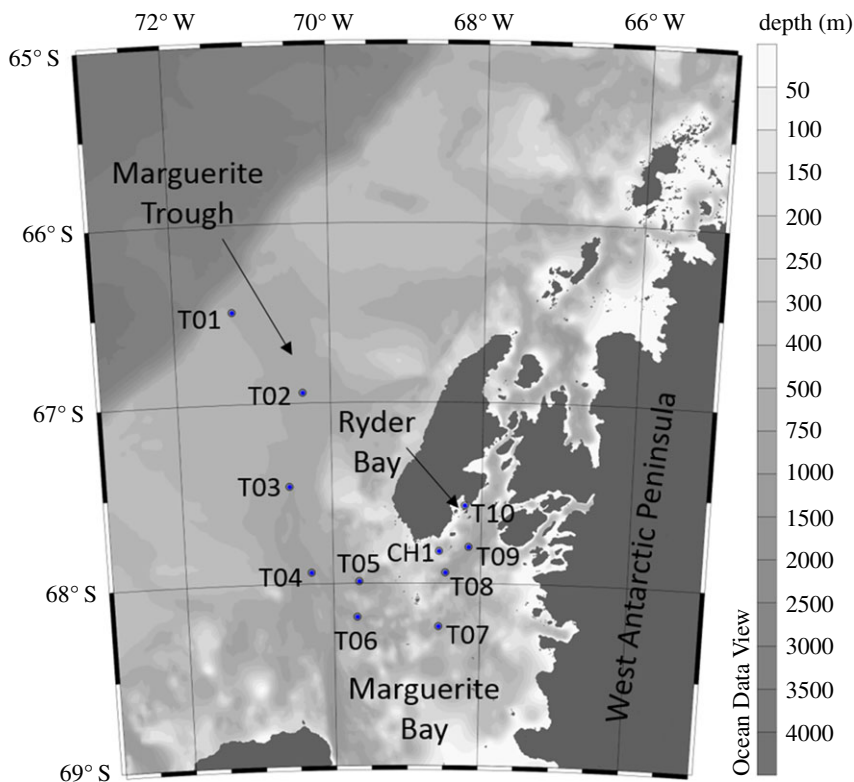 72° W
70° W
68° W
66° W
depth (m)
65° S
66° S
67° S
68° S
69° S
Marguerite
Trough
T01
T02
T03
Ryder
Bay
T10
CH1
T09
T04
T05
T08
T06
T07
Marguerite
Bay
West Antarctic Peninsula
Ocean Data View
50
100
150
200
250
300
400
500
750
1000
1500
2000
2500
3000
3500
4000